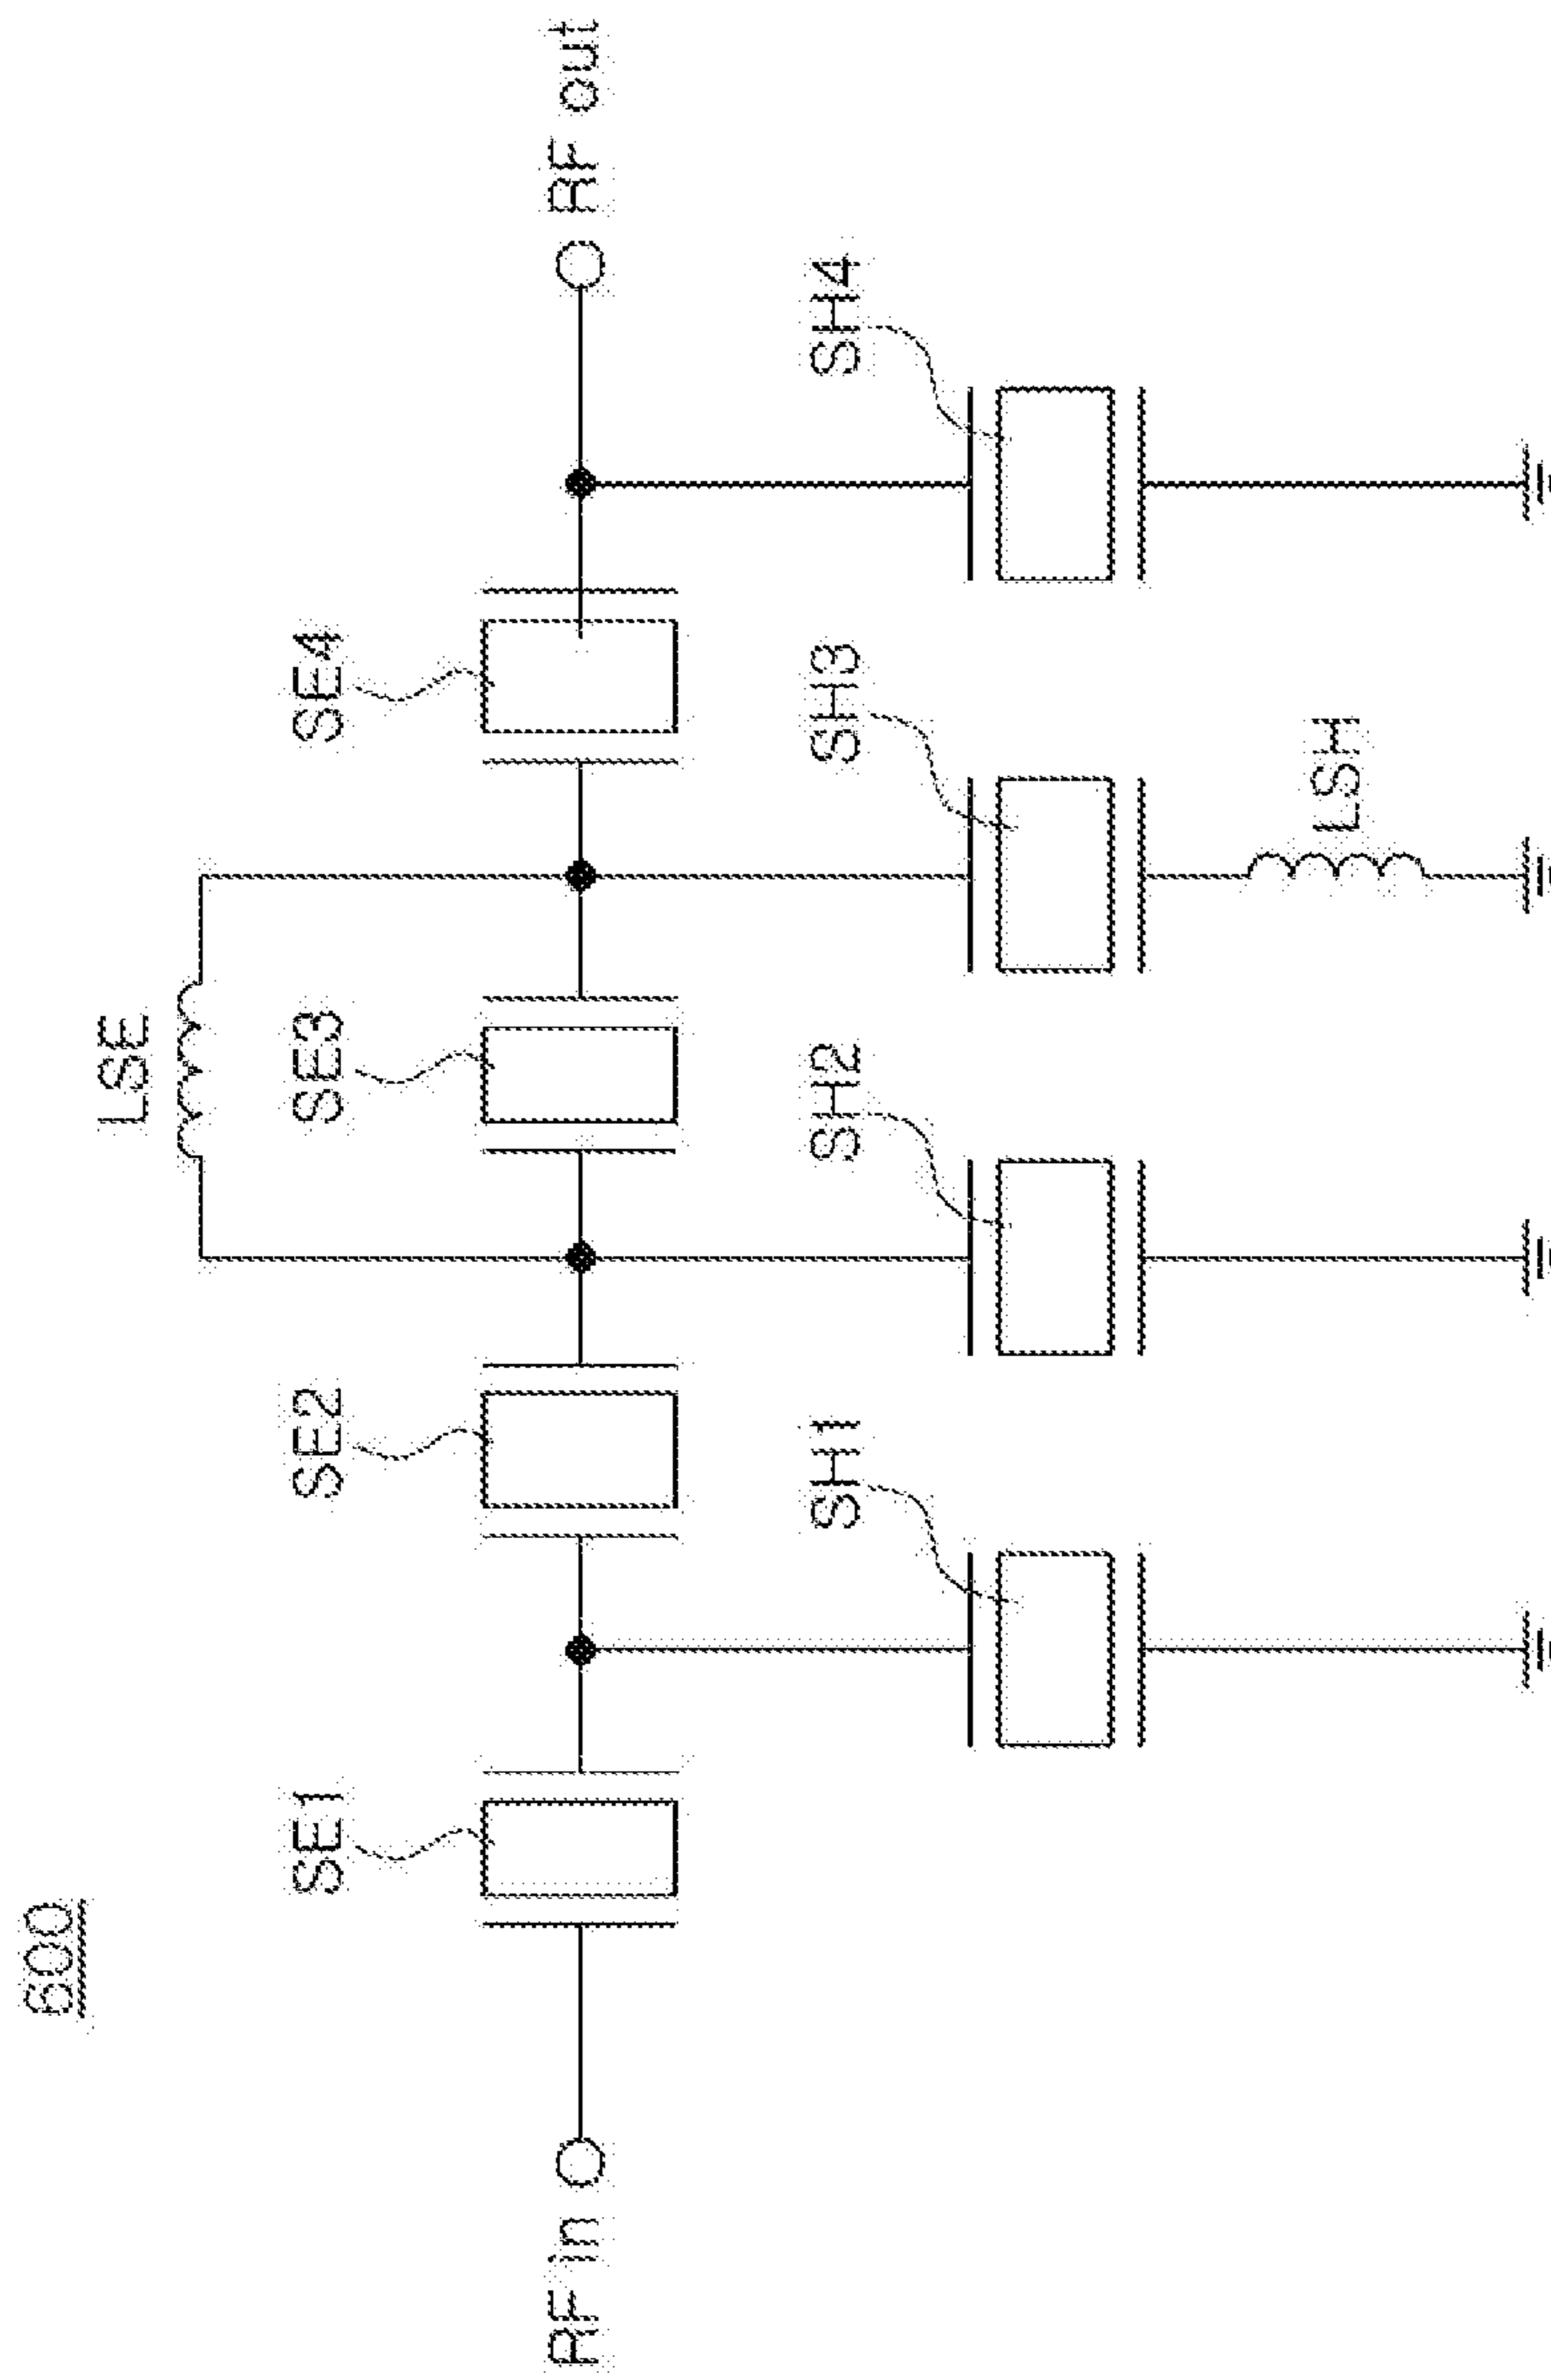 600
LSE
SE1
SE2
SE3
SE4
RF in
RF out
SH1
SH2
SH3
SH4
LSH